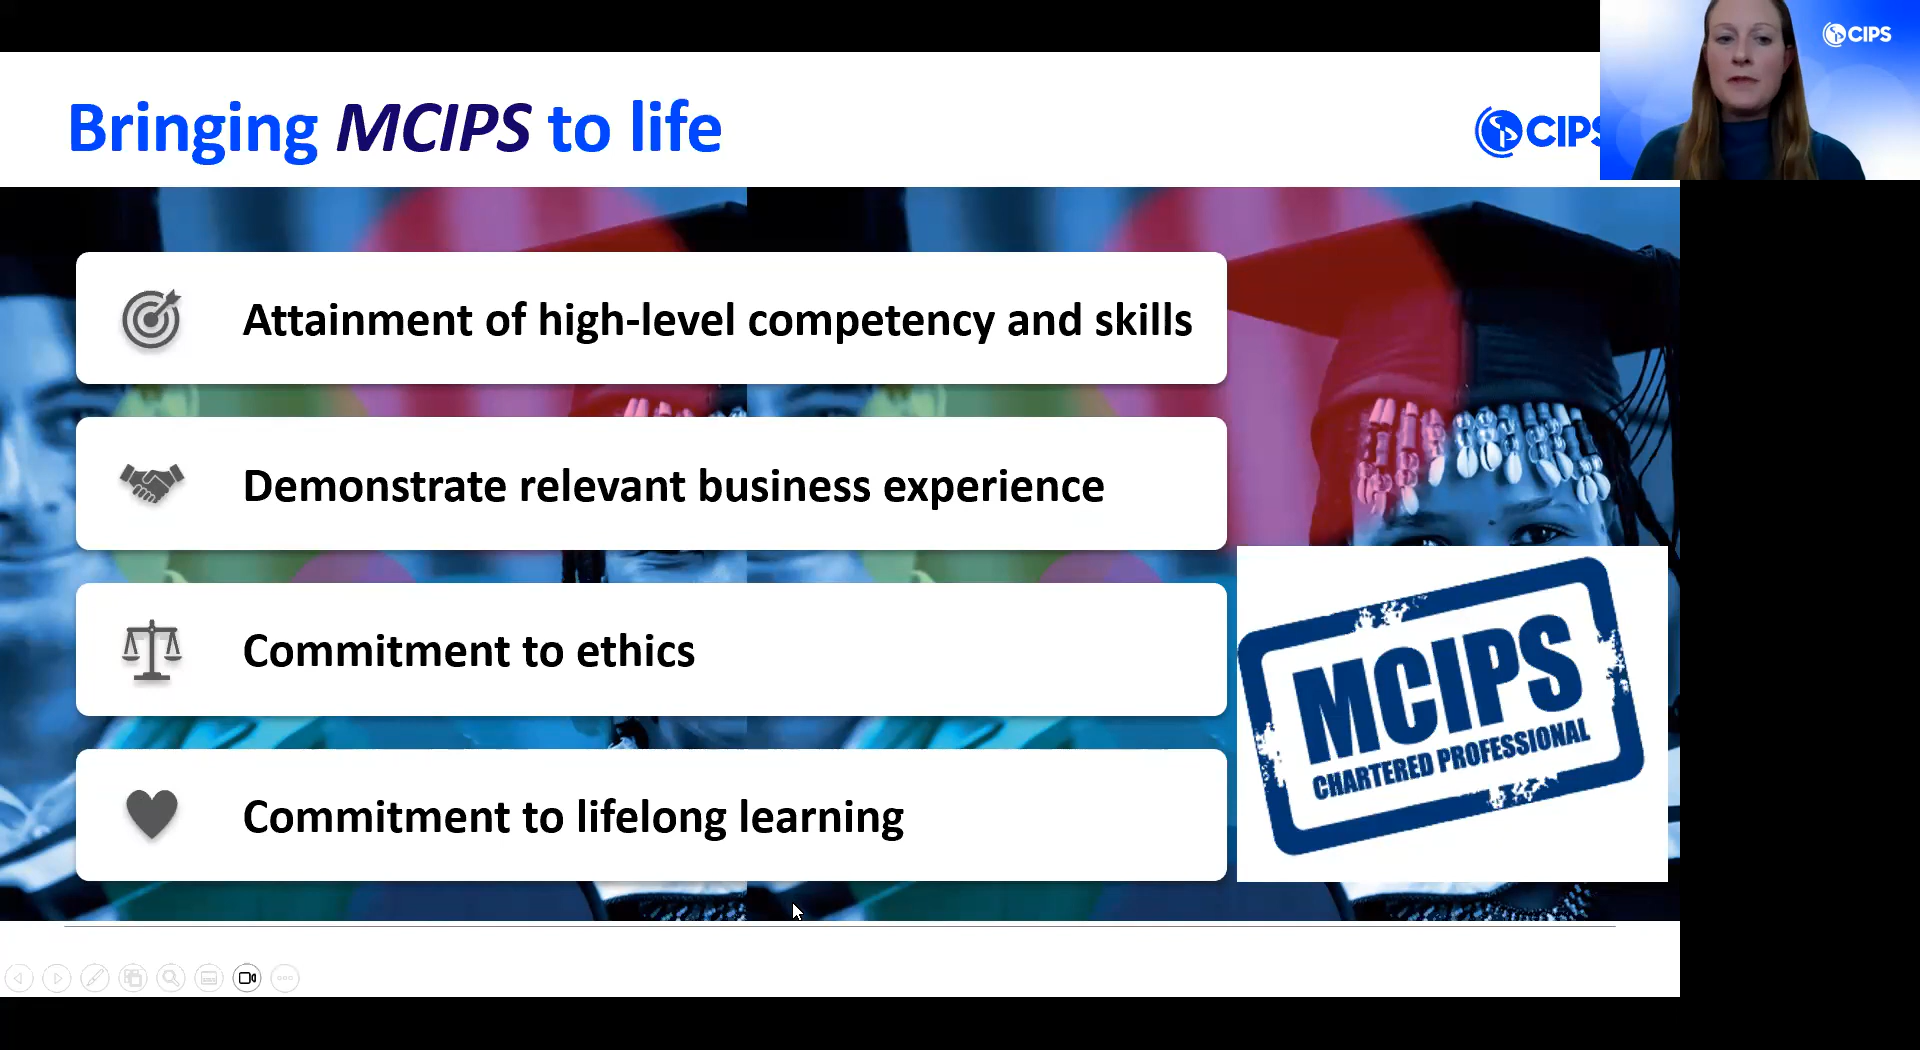 Bringing MCIPS to life
CIPS
CIPS
Attainment of high-level competency and skills
Demonstrate relevant business experience
Commitment to ethics
Commitment to lifelong learning
MCIPS
CHARTERED PROFESSIONAL